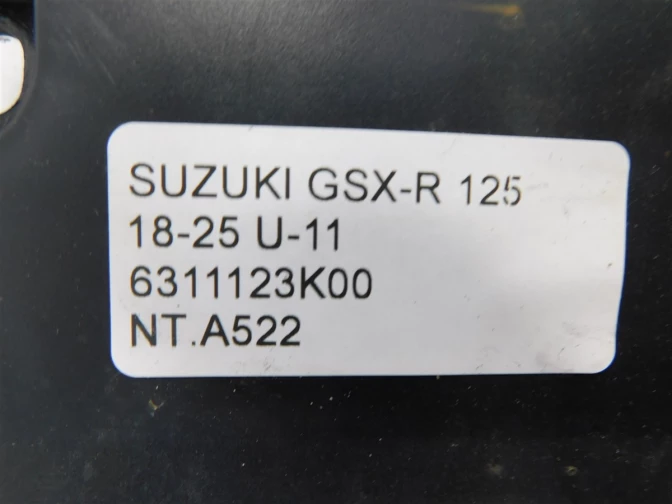 SUZUKI GSX-R 125
18-25 U-11
6311123K00
NT.A522